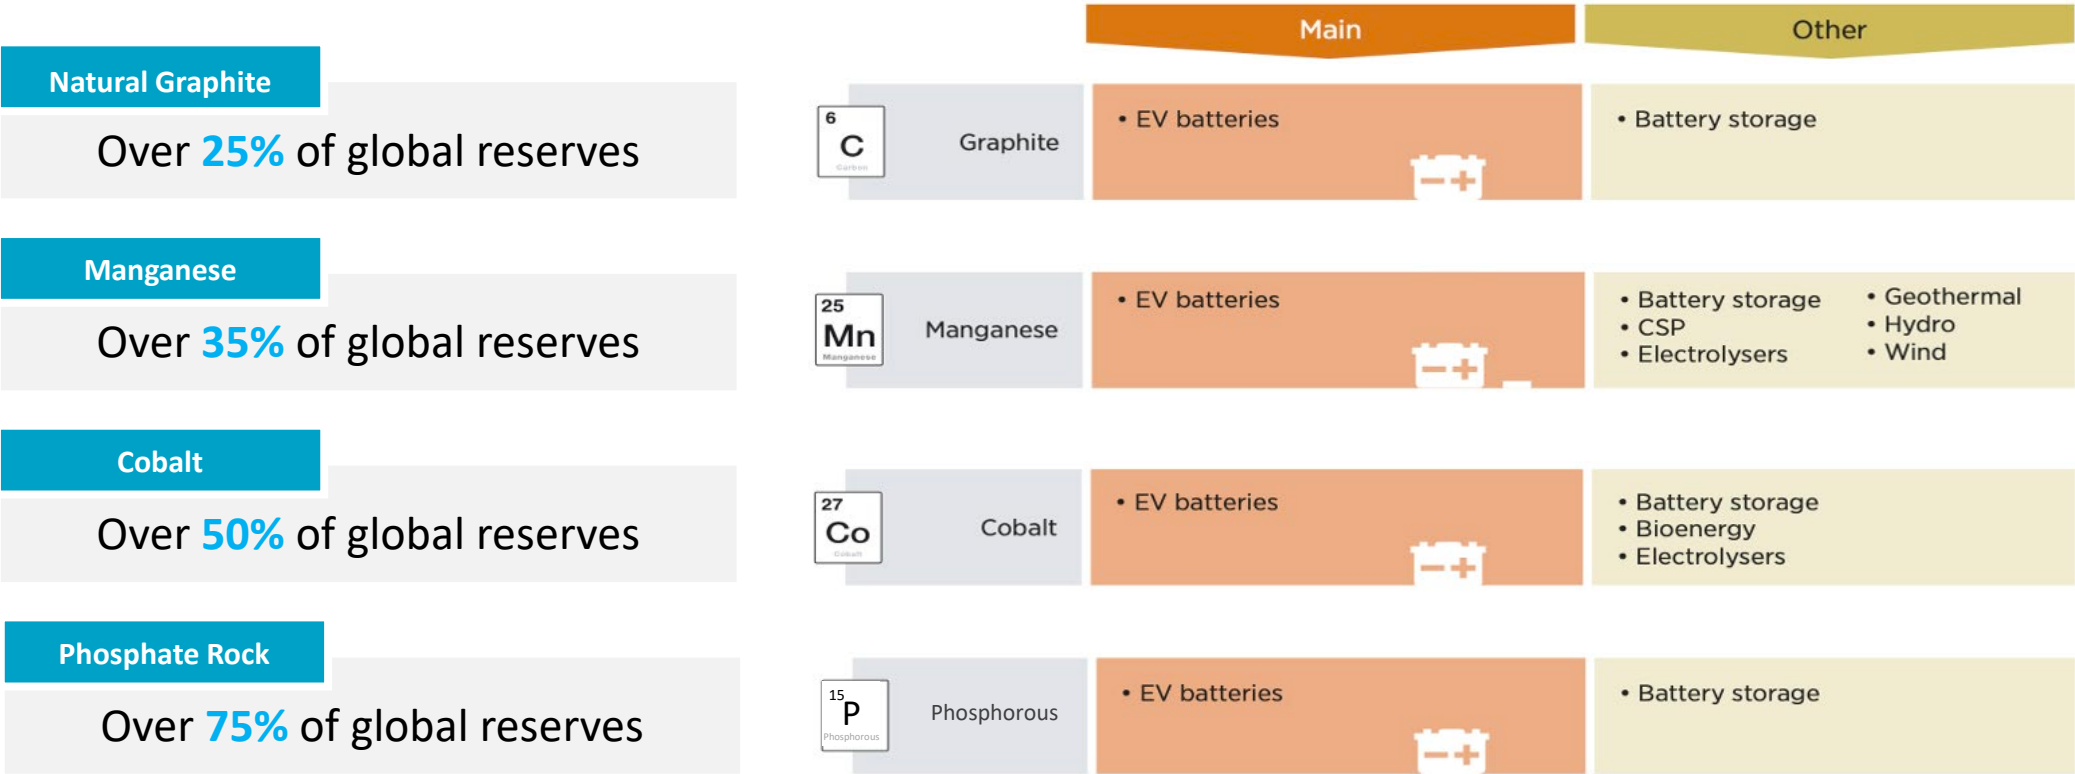 Main
Other
Natural Graphite
Over 25% of global reserves
6
C
Carbon
Graphite
• EV batteries
• Battery storage
Manganese
Over 35% of global reserves
25
Mn
Manganese
Manganese
• EV batteries
• Battery storage
• CSP
• Electrolysers
• Geothermal
• Hydro
• Wind
Cobalt
Over 50% of global reserves
27
Co
Cobalt
Cobalt
• EV batteries
• Battery storage
• Bioenergy
• Electrolysers
Phosphate Rock
Over 75% of global reserves
15
P
Phosphorous
Phosphorous
• EV batteries
• Battery storage